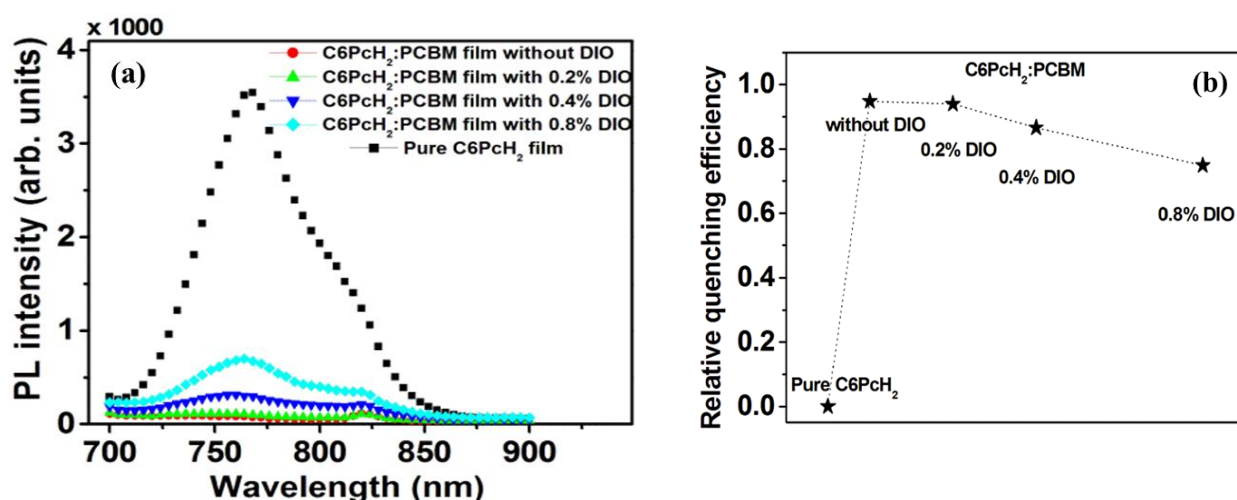 x 1000
(a)
C6PcH₂:PCBM film without DIO
C6PcH₂:PCBM film with 0.2% DIO
C6PcH₂:PCBM film with 0.4% DIO
C6PcH₂:PCBM film with 0.8% DIO
Pure C6PcH₂ film
PL intensity (arb. units)
4
3
2
1
0
700
750
800
850
900
Wavelength (nm)
(b)
C6PcH₂:PCBM
Relative quenching efficiency
1.0
0.8
0.6
0.4
0.2
0.0
without DIO
0.2% DIO
0.4% DIO
0.8% DIO
Pure C6PcH₂